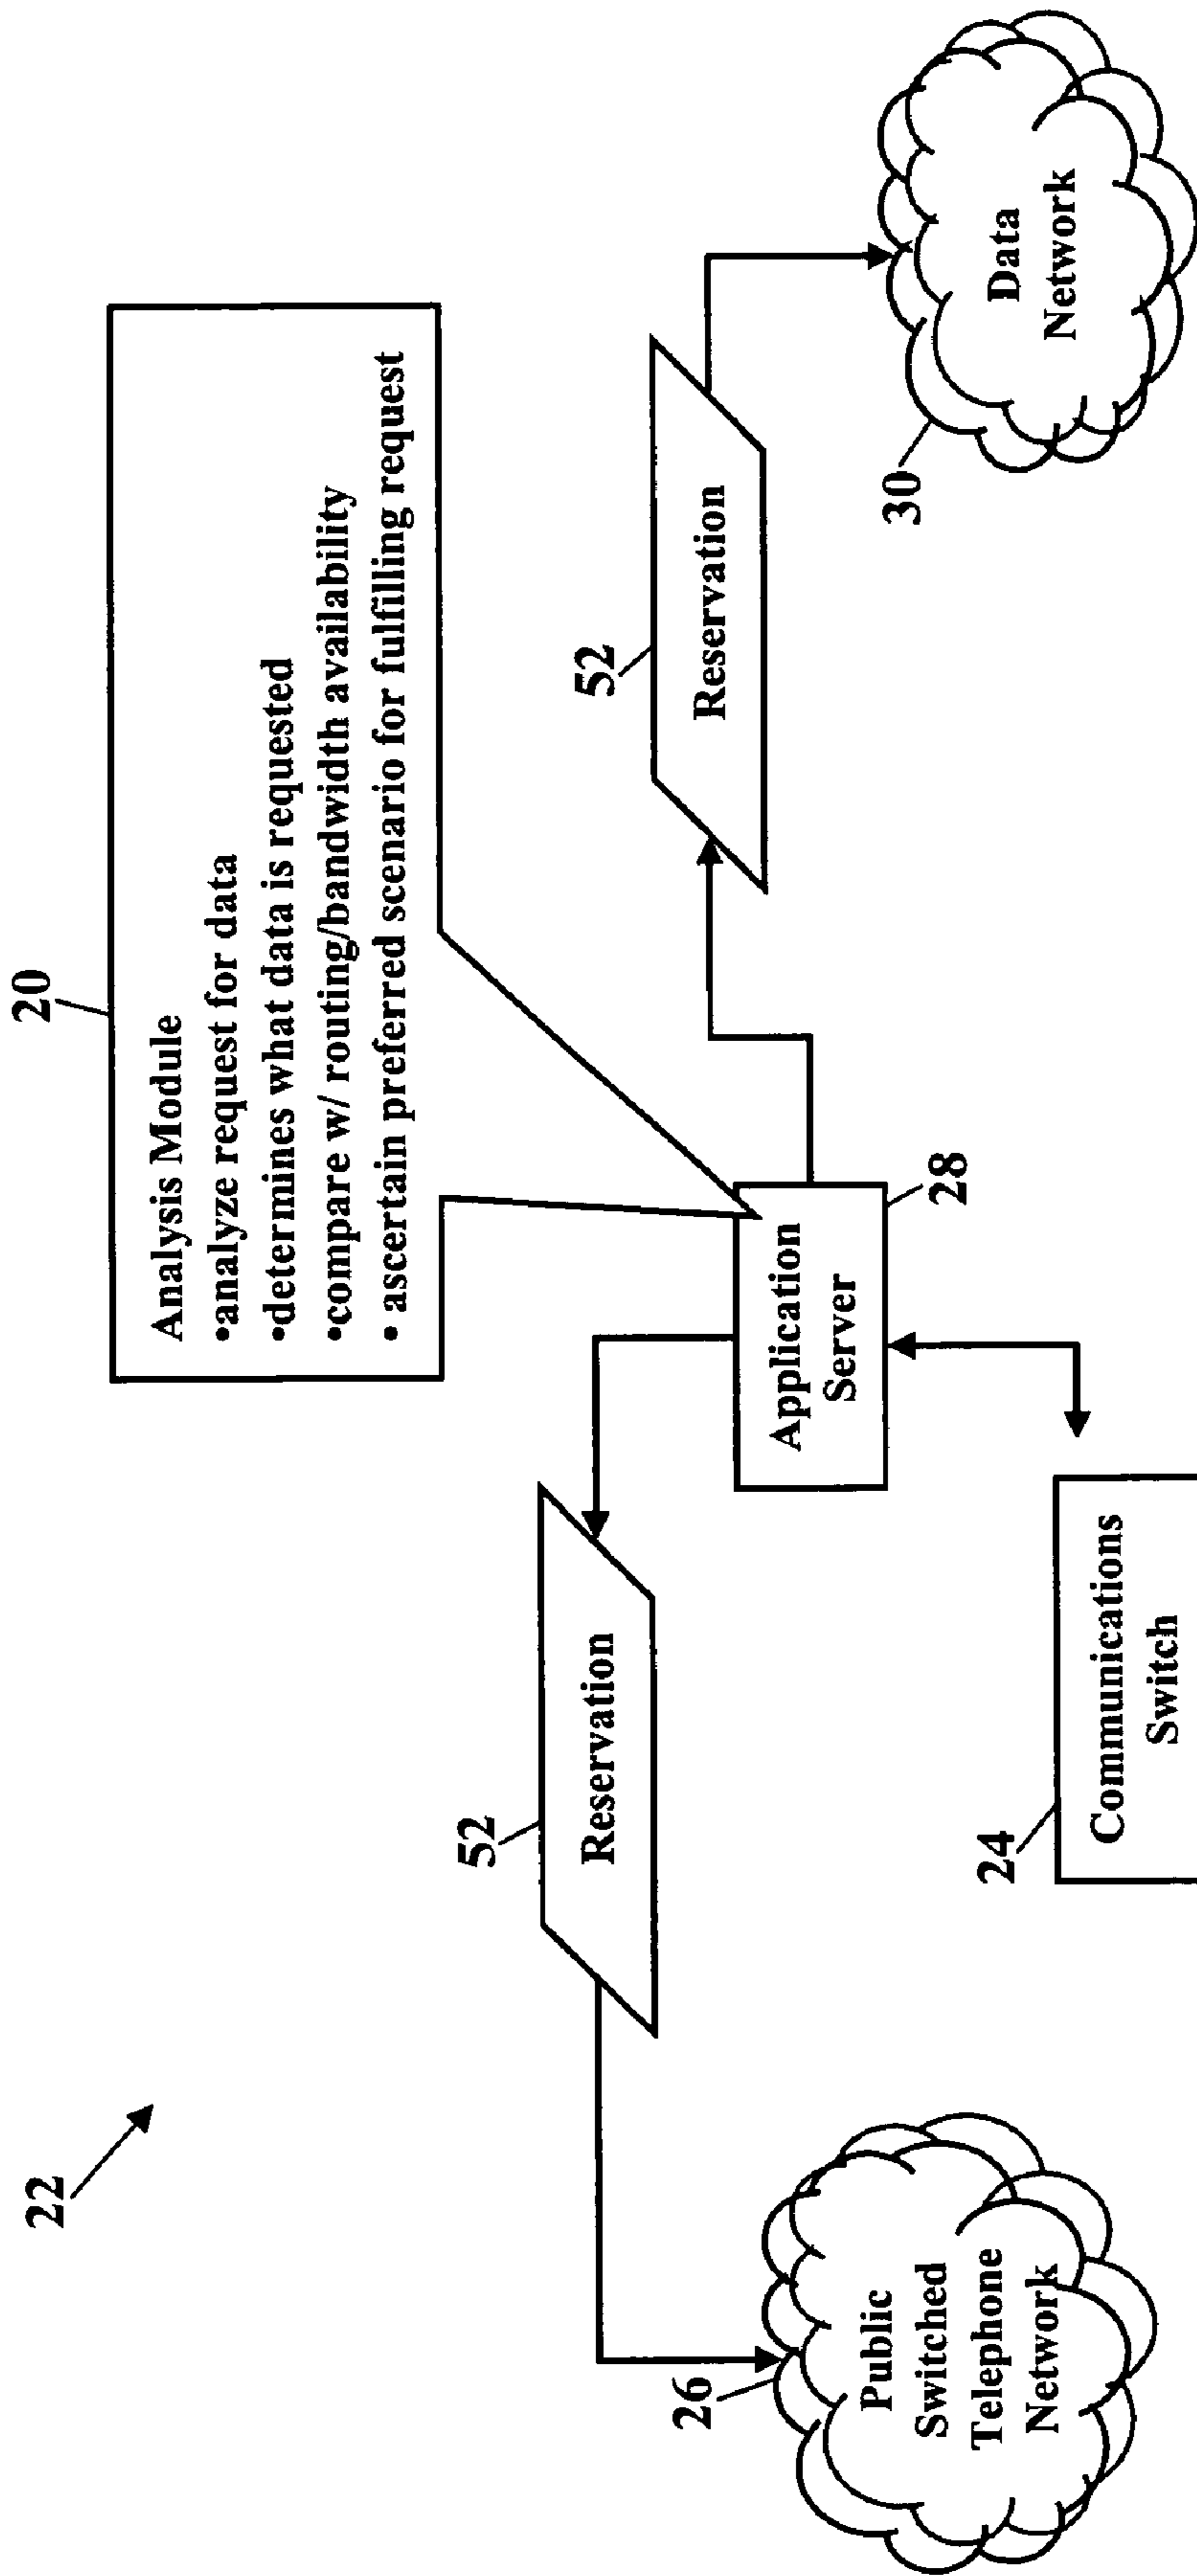 22
20
Analysis Module
•analyze request for data
•determines what data is requested
•compare w/ routing/bandwidth availability
• ascertain preferred scenario for fulfilling request
52
Reservation
52
Reservation
26
Public
Switched
Telephone
Network
Application
Server
28
24
Communications
Switch
30
Data
Network